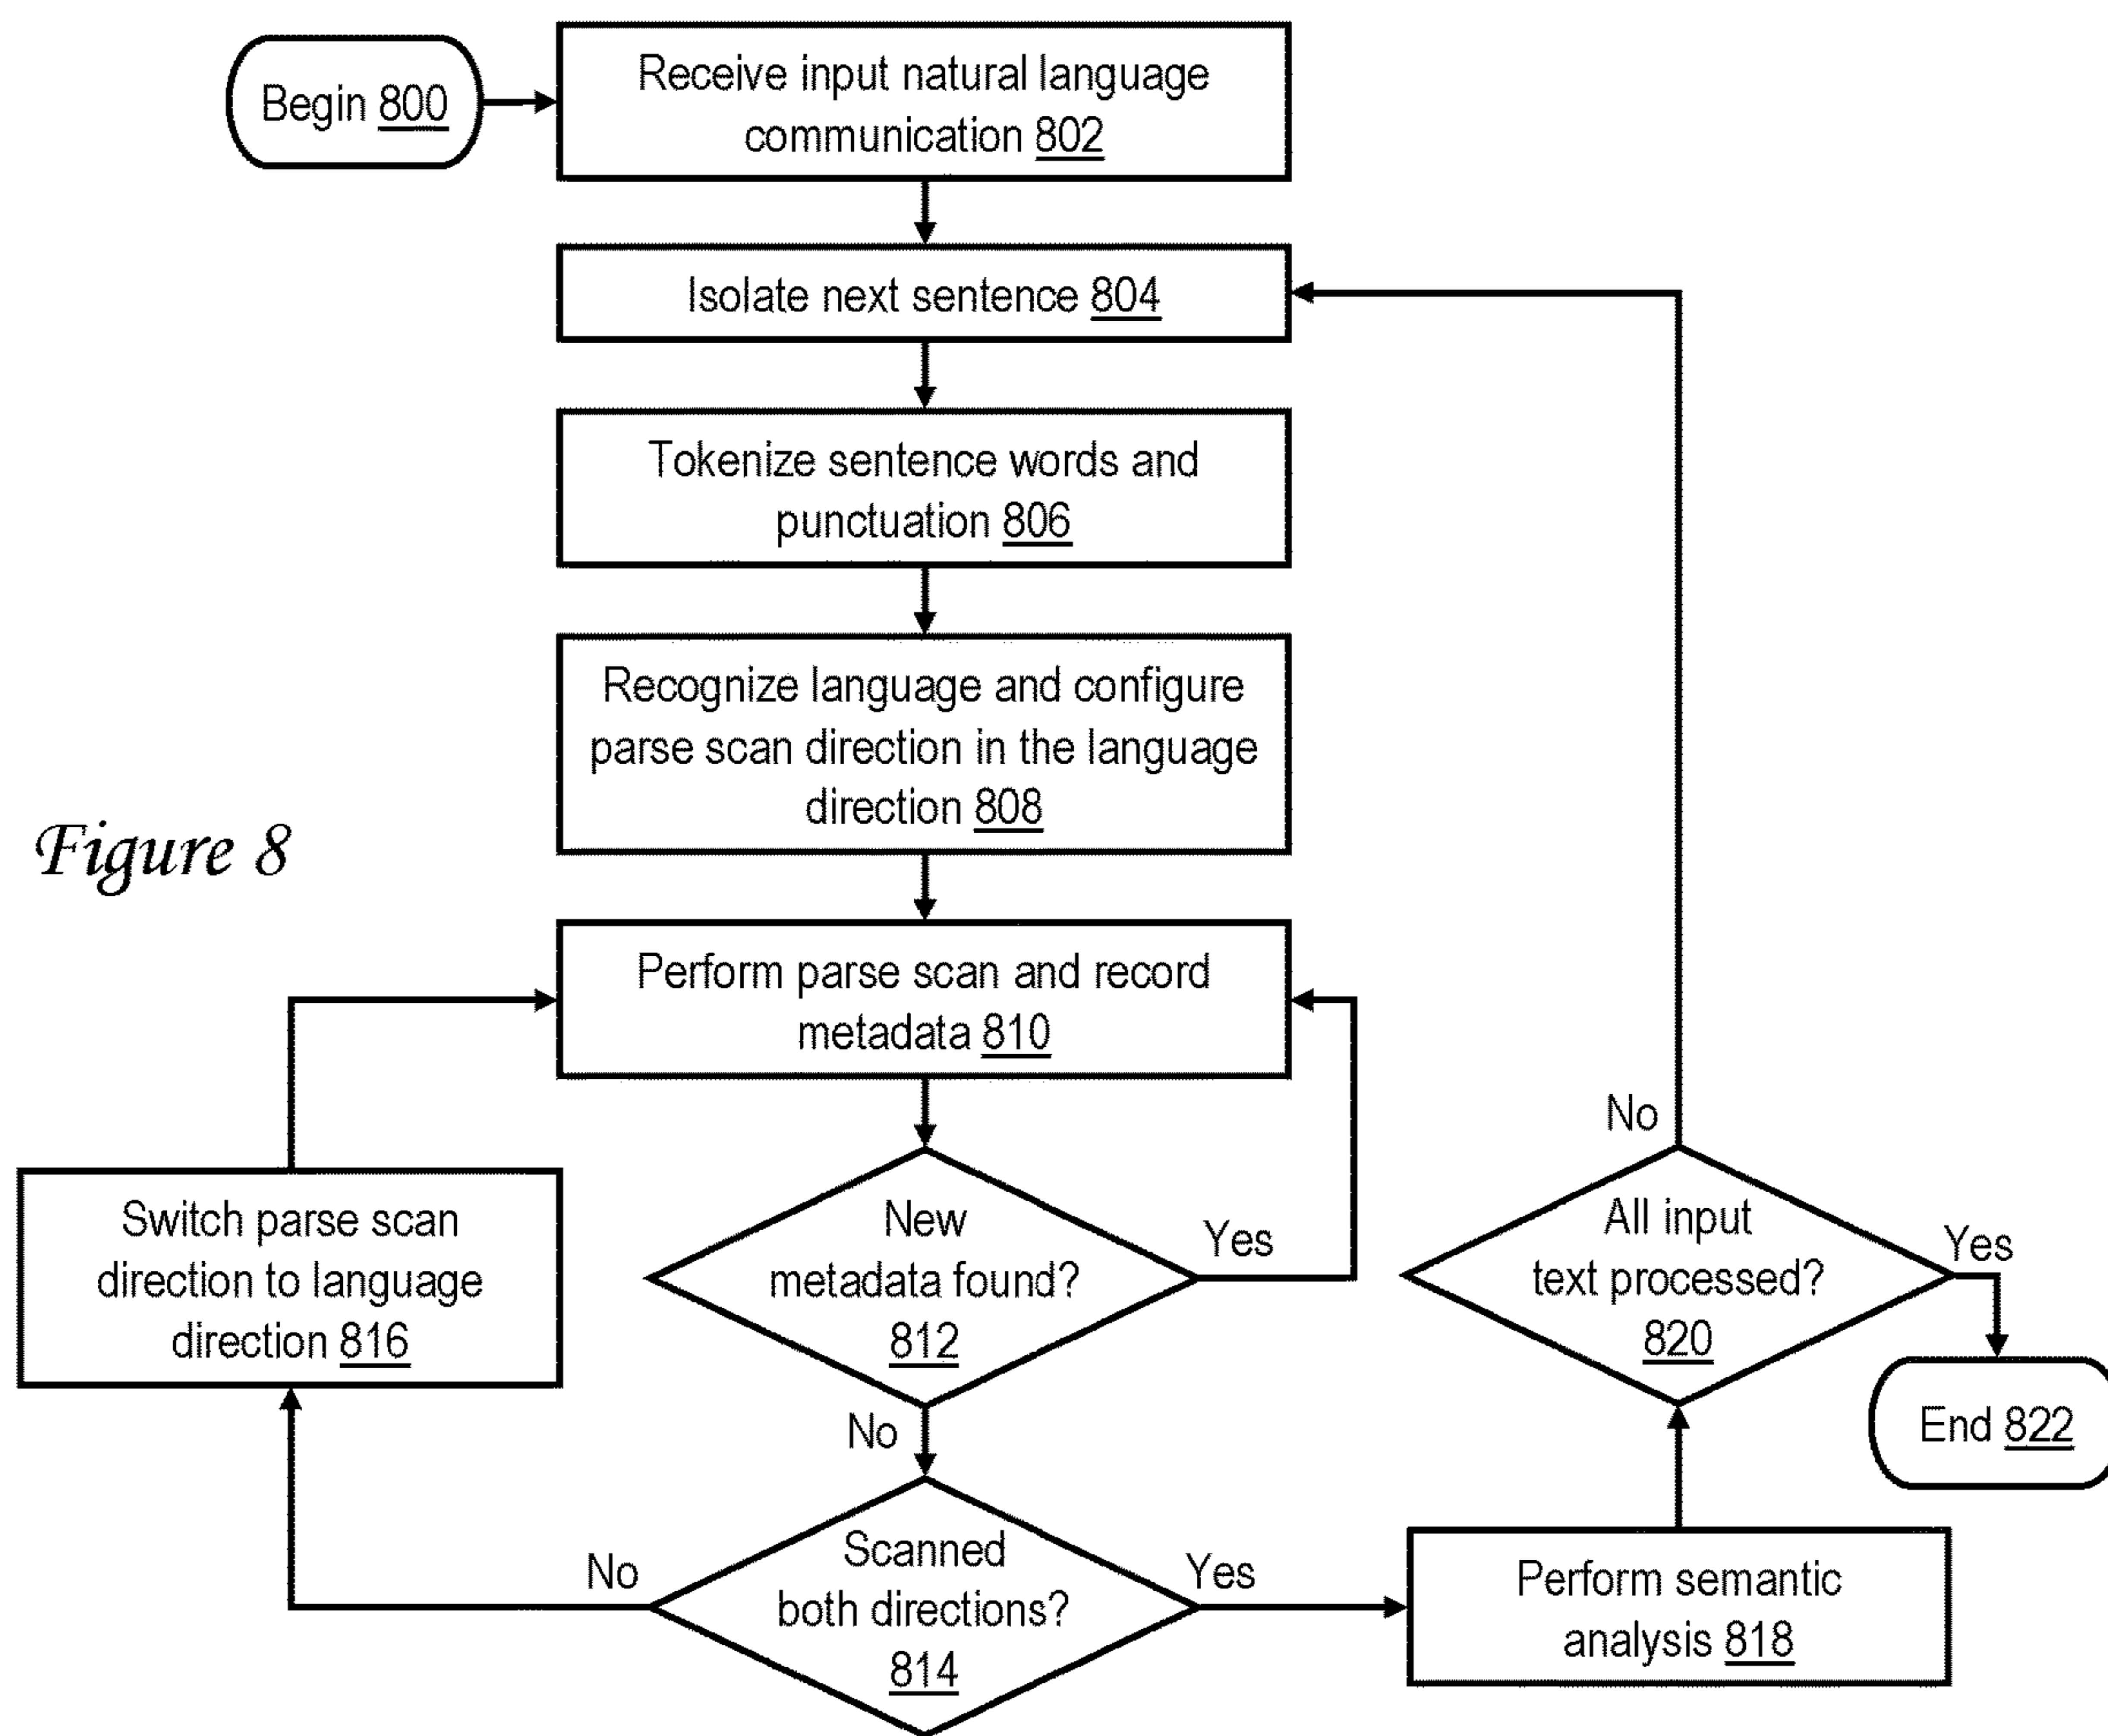 Begin 800
Receive input natural language
communication 802
Isolate next sentence 804
Tokenize sentence words and
punctuation 806
Recognize language and configure
parse scan direction in the language
direction 808
Figure 8
Perform parse scan and record
metadata 810
Switch parse scan
direction to language
direction 816
New
metadata found?
812
Yes
No
No
All input
text processed?
820
Yes
End 822
Scanned
both directions?
814
No
Yes
Perform semantic
analysis 818